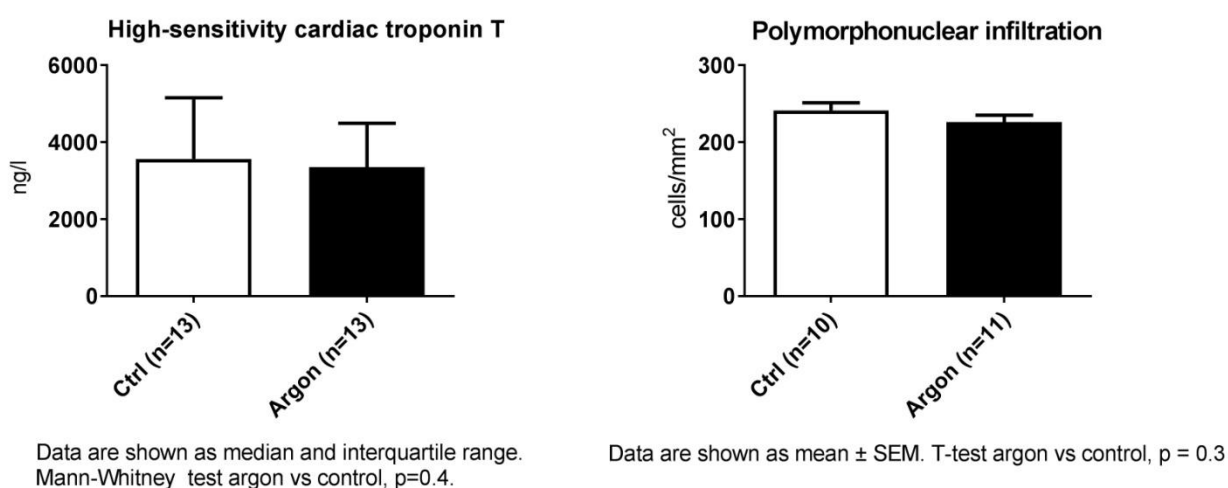 High-sensitivity cardiac troponin T
6000
4000
2000
0
ng/l
Ctrl (n=13)
Argon (n=13)
Data are shown as median and interquartile range.
Mann-Whitney test argon vs control, p=0.4.
Polymorphonuclear infiltration
300
200
100
0
cells/mm²
Ctrl (n=10)
Argon (n=11)
Data are shown as mean ± SEM. T-test argon vs control, p = 0.3